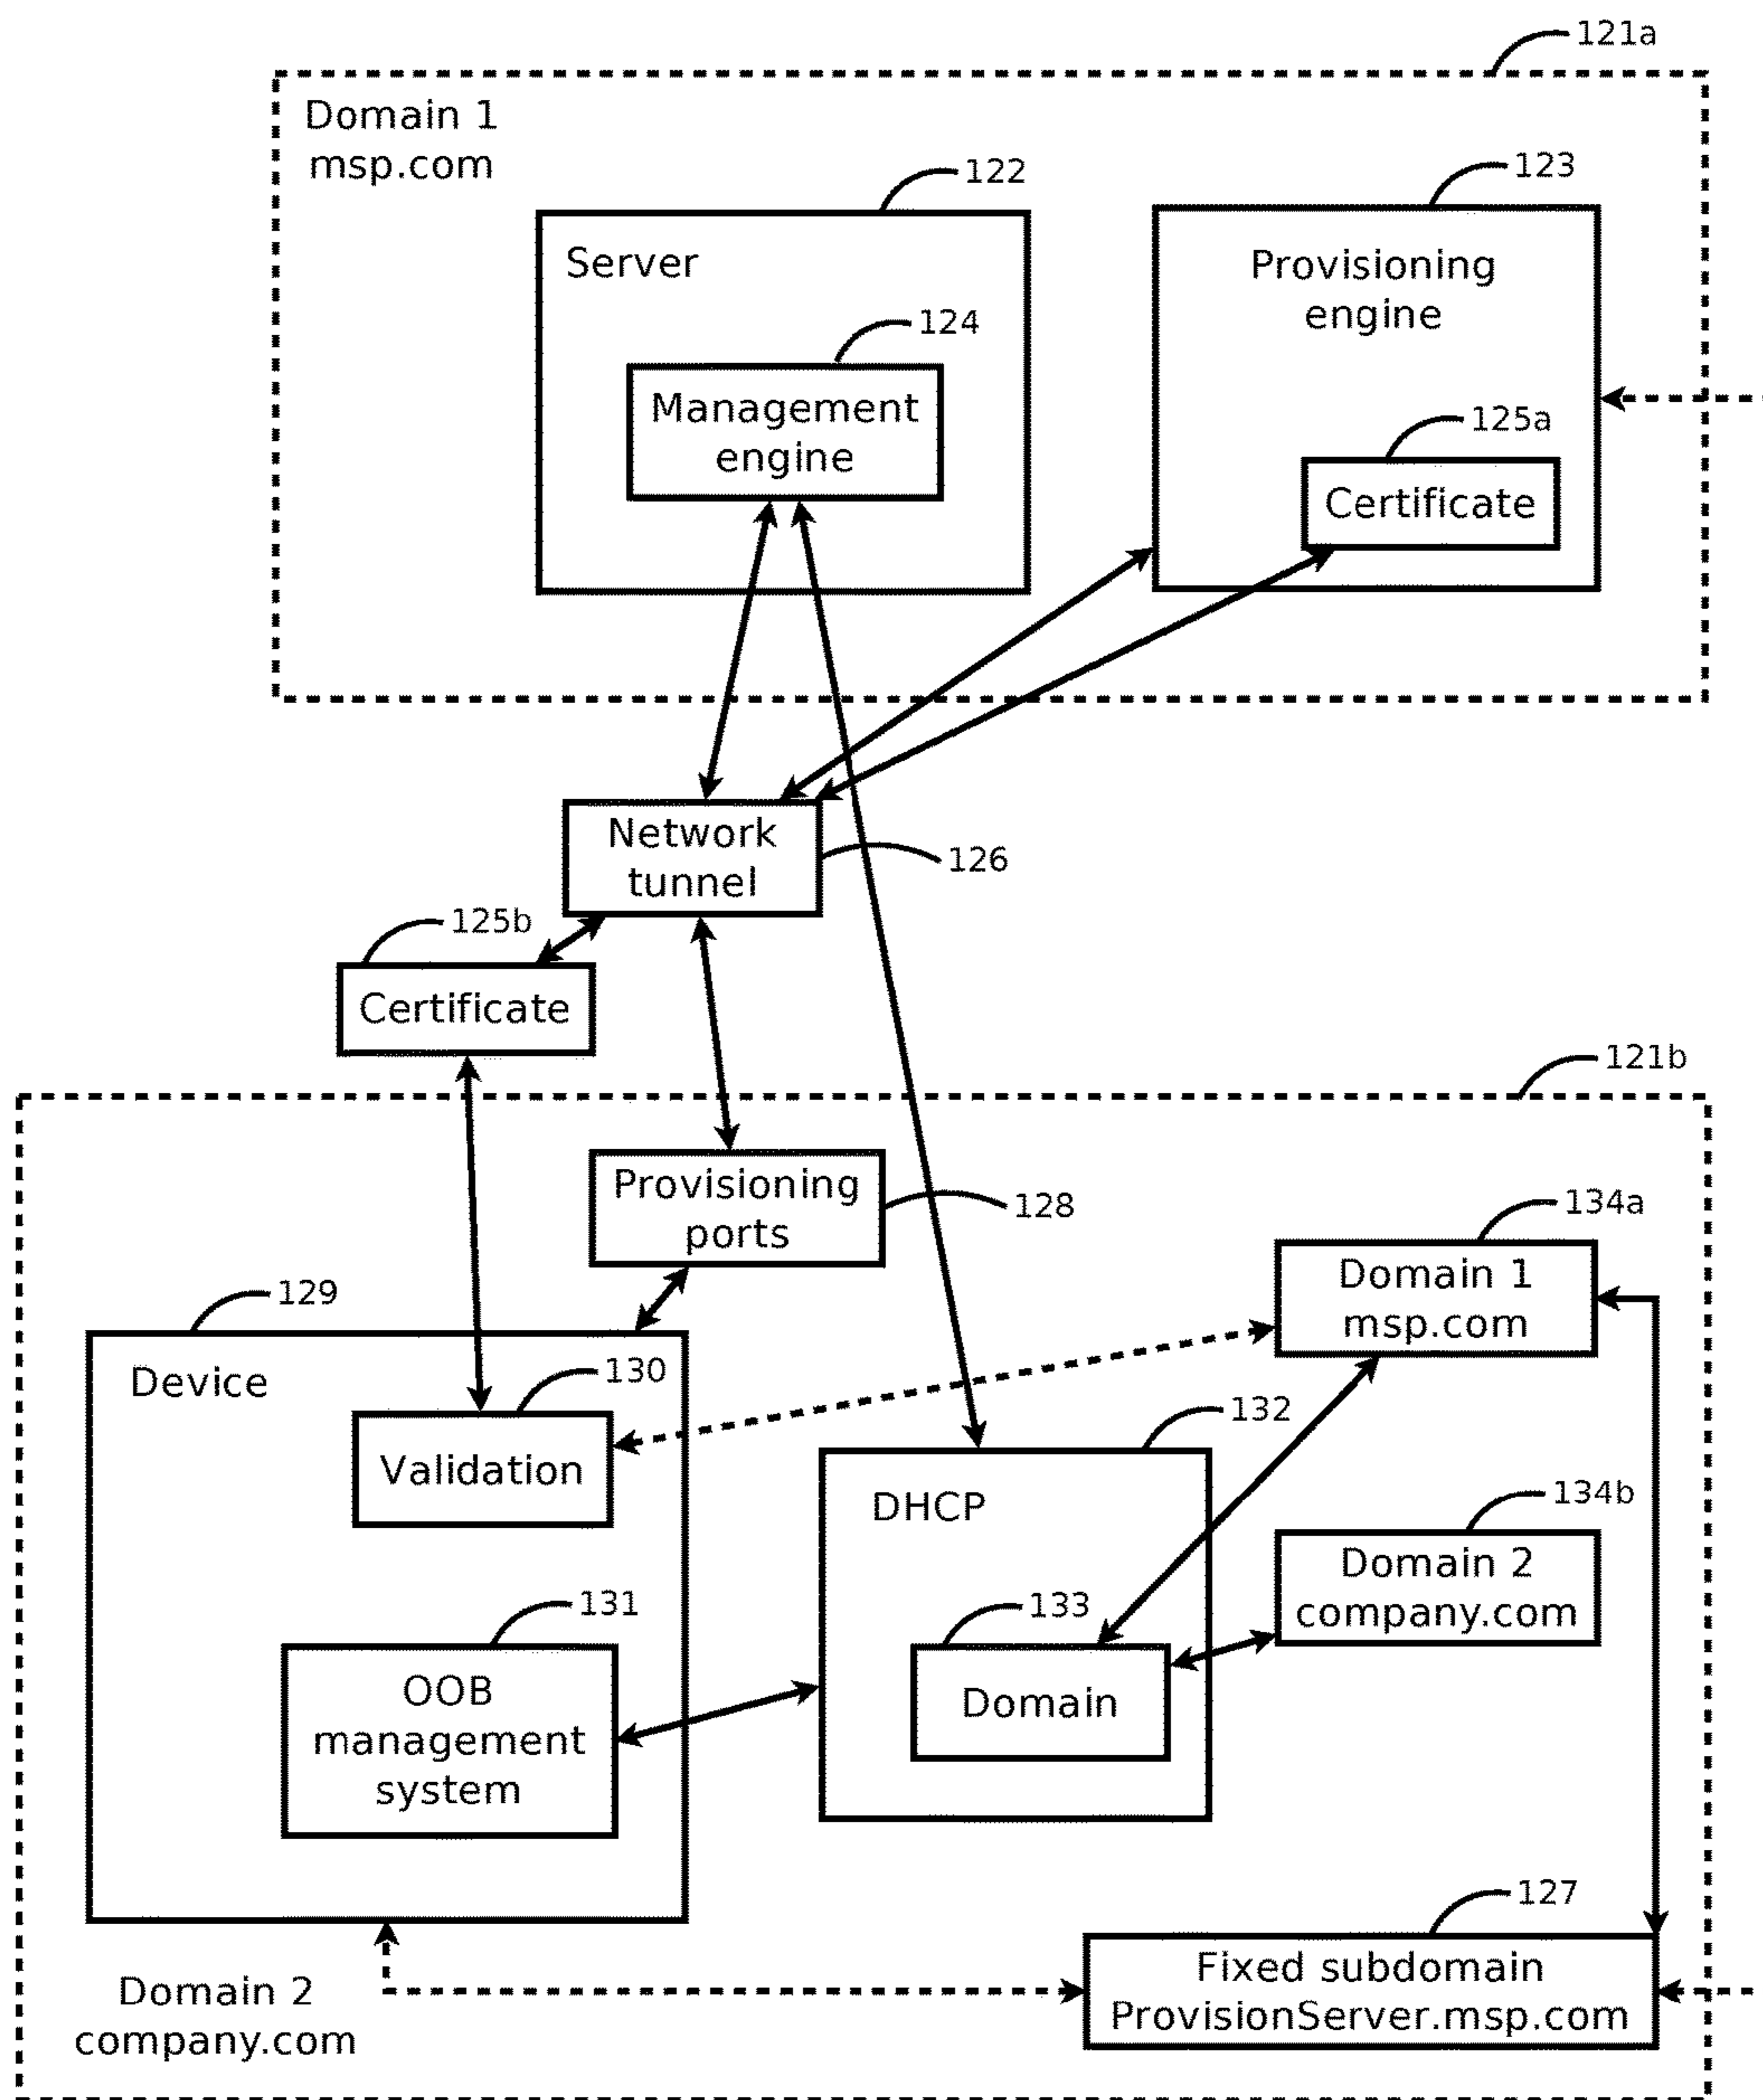 121a
Domain 1
msp.com
122
123
Server
Provisioning
engine
124
Management
engine
125a
Certificate
Network
tunnel
126
125b
Certificate
121b
Provisioning
ports
128
134a
Domain 1
msp.com
129
Device
130
Validation
132
DHCP
134b
Domain 2
company.com
131
133
OOB
management
system
Domain
127
Fixed subdomain
ProvisionServer.msp.com
Domain 2
company.com